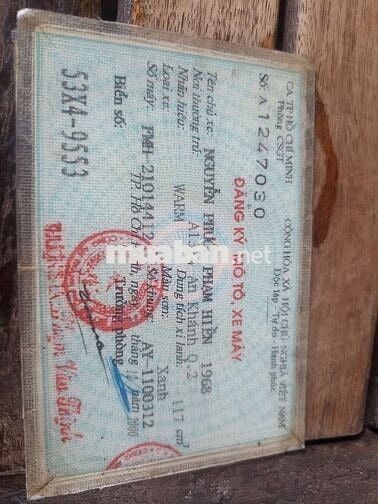 CA TP HỒ CHÍ MINH
Phòng CSGT
Số: A 1247030
CỘNG HÒA XÃ HỘI CHỦ NGHĨA VIỆT NAM
Độc lập - Tự do - Hạnh phúc
ĐĂNG KÝ MÔ TÔ, XE MÁY
Tên chủ xe: NGUYỄN PHẠM HIỀN 1968
Nơi thường trú: An Khánh Q.2
Nhãn hiệu: WARM Dung tích xi lanh: 117 cm³
Loại xe: Màu sơn: Xanh
Số máy: FMH-21014412 Số khung: AY-1100312
TP. Hồ Chí Minh, ngày tháng 12 năm 2000
Biển số: Trưởng phòng
53X4-9553
muaban.net